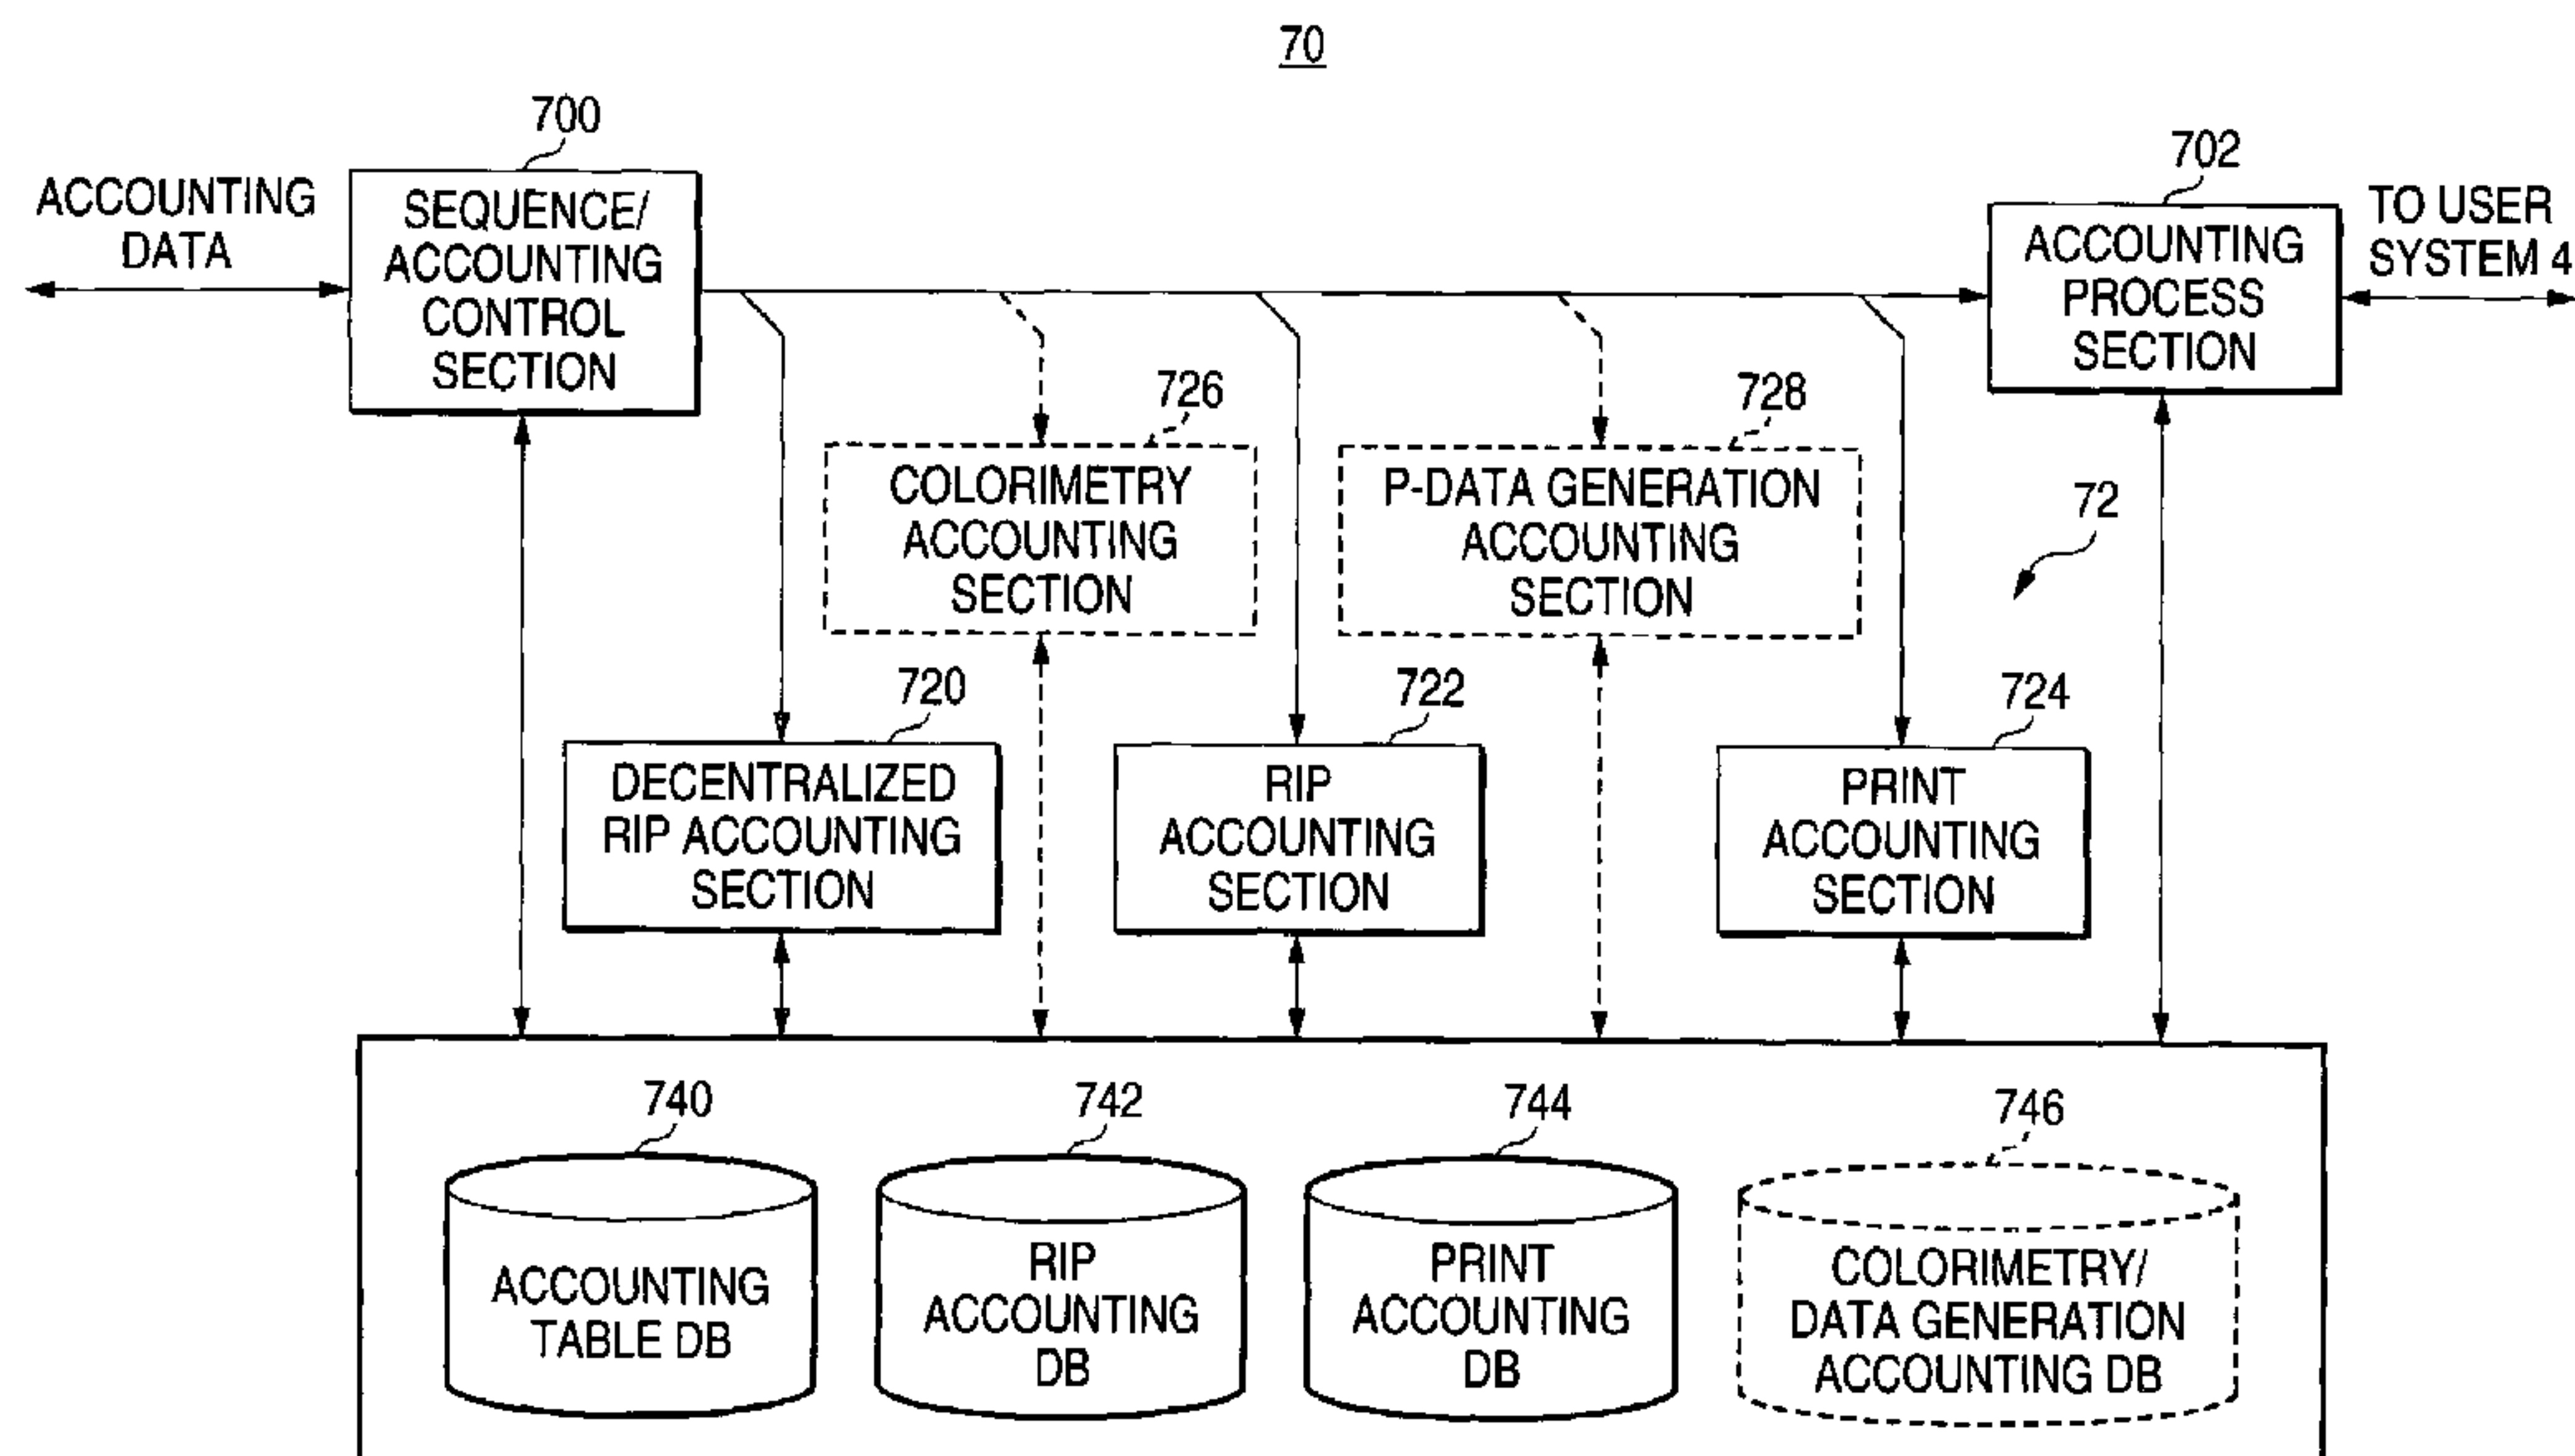 70
700
702
ACCOUNTING
DATA
SEQUENCE/
ACCOUNTING
CONTROL
SECTION
ACCOUNTING
PROCESS
SECTION
TO USER
SYSTEM 4
726
COLORIMETRY
ACCOUNTING
SECTION
728
P-DATA GENERATION
ACCOUNTING
SECTION
72
720
DECENTRALIZED
RIP ACCOUNTING
SECTION
722
RIP
ACCOUNTING
SECTION
724
PRINT
ACCOUNTING
SECTION
740
ACCOUNTING
TABLE DB
742
RIP
ACCOUNTING
DB
744
PRINT
ACCOUNTING
DB
746
COLORIMETRY/
DATA GENERATION
ACCOUNTING DB